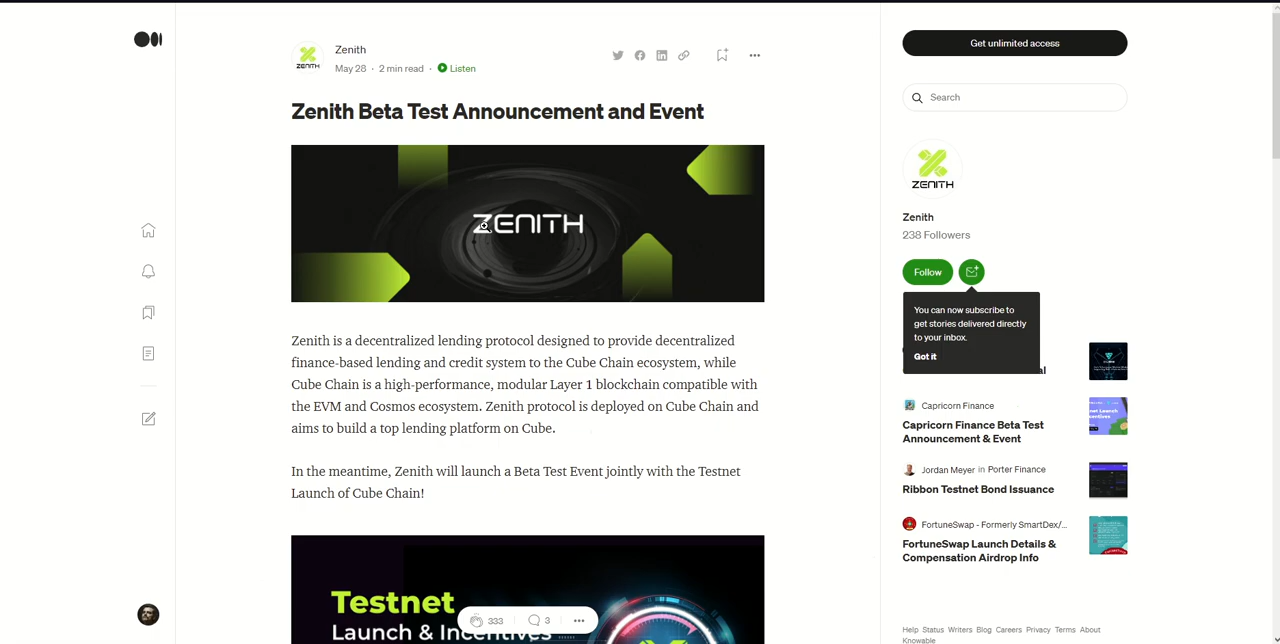 Zenith
May 28 · 2 min read · Listen
Zenith Beta Test Announcement and Event
ZENITH
ZENITH
Zenith is a decentralized lending protocol designed to provide decentralized
finance-based lending and credit system to the Cube Chain ecosystem, while
Cube Chain is a high-performance, modular Layer 1 blockchain compatible with
the EVM and Cosmos ecosystem. Zenith protocol is deployed on Cube Chain and
aims to build a top lending platform on Cube.
In the meantime, Zenith will launch a Beta Test Event jointly with the Testnet
Launch of Cube Chain!
Testnet
Launch & Incentives
333
3
Get unlimited access
Search
ZENITH
Zenith
238 Followers
Follow
You can now subscribe to
get stories delivered directly
to your inbox.
Got it
Capricorn Finance
Capricorn Finance Beta Test
Announcement & Event
Jordan Meyer in Porter Finance
Ribbon Testnet Bond Issuance
FortuneSwap - Formerly SmartDex/...
FortuneSwap Launch Details &
Compensation Airdrop Info
Help Status Writers Blog Careers Privacy Terms About
Knowable